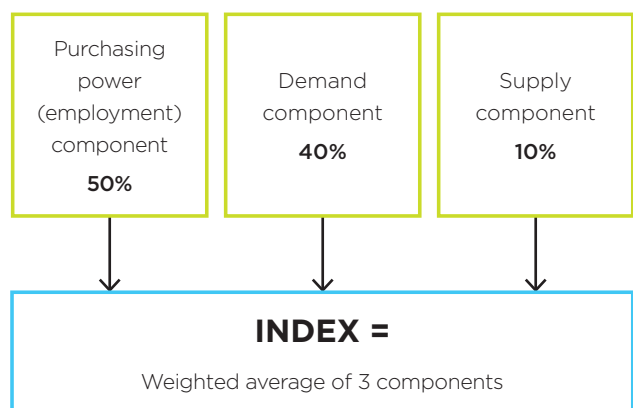 Purchasing
power
(employment)
component
50%
Demand
component
40%
Supply
component
10%
INDEX =
Weighted average of 3 components